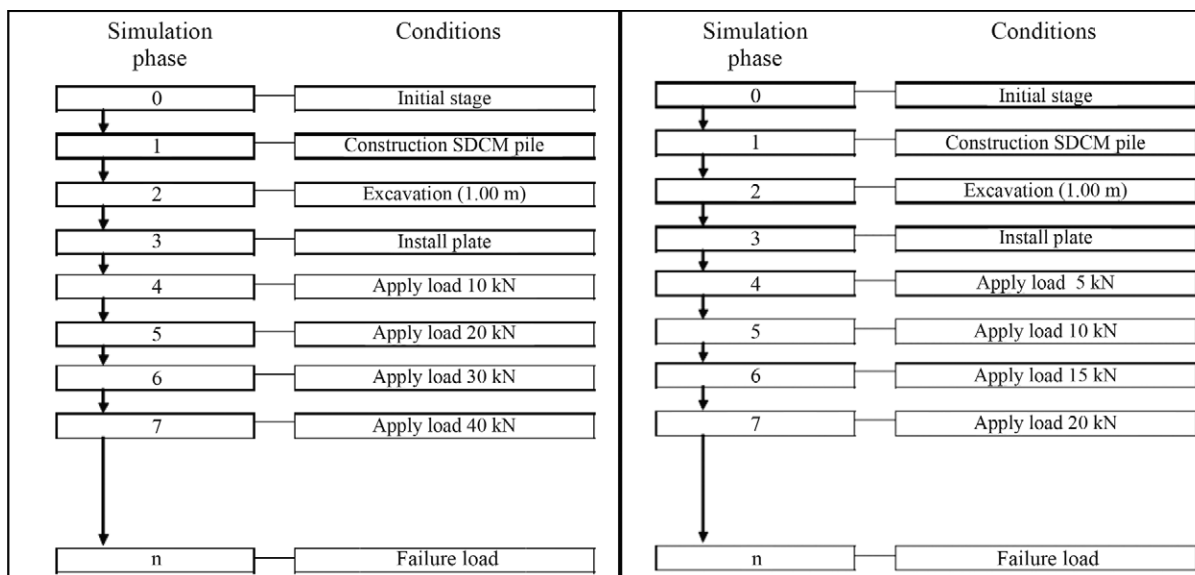 Simulation phase Conditions
0 Initial stage
1 Construction SDCM pile
2 Excavation (1.00 m)
3 Install plate
4 Apply load 10 kN
5 Apply load 20 kN
6 Apply load 30 kN
7 Apply load 40 kN
n Failure load
Simulation phase Conditions
0 Initial stage
1 Construction SDCM pile
2 Excavation (1.00 m)
3 Install plate
4 Apply load 5 kN
5 Apply load 10 kN
6 Apply load 15 kN
7 Apply load 20 kN
n Failure load